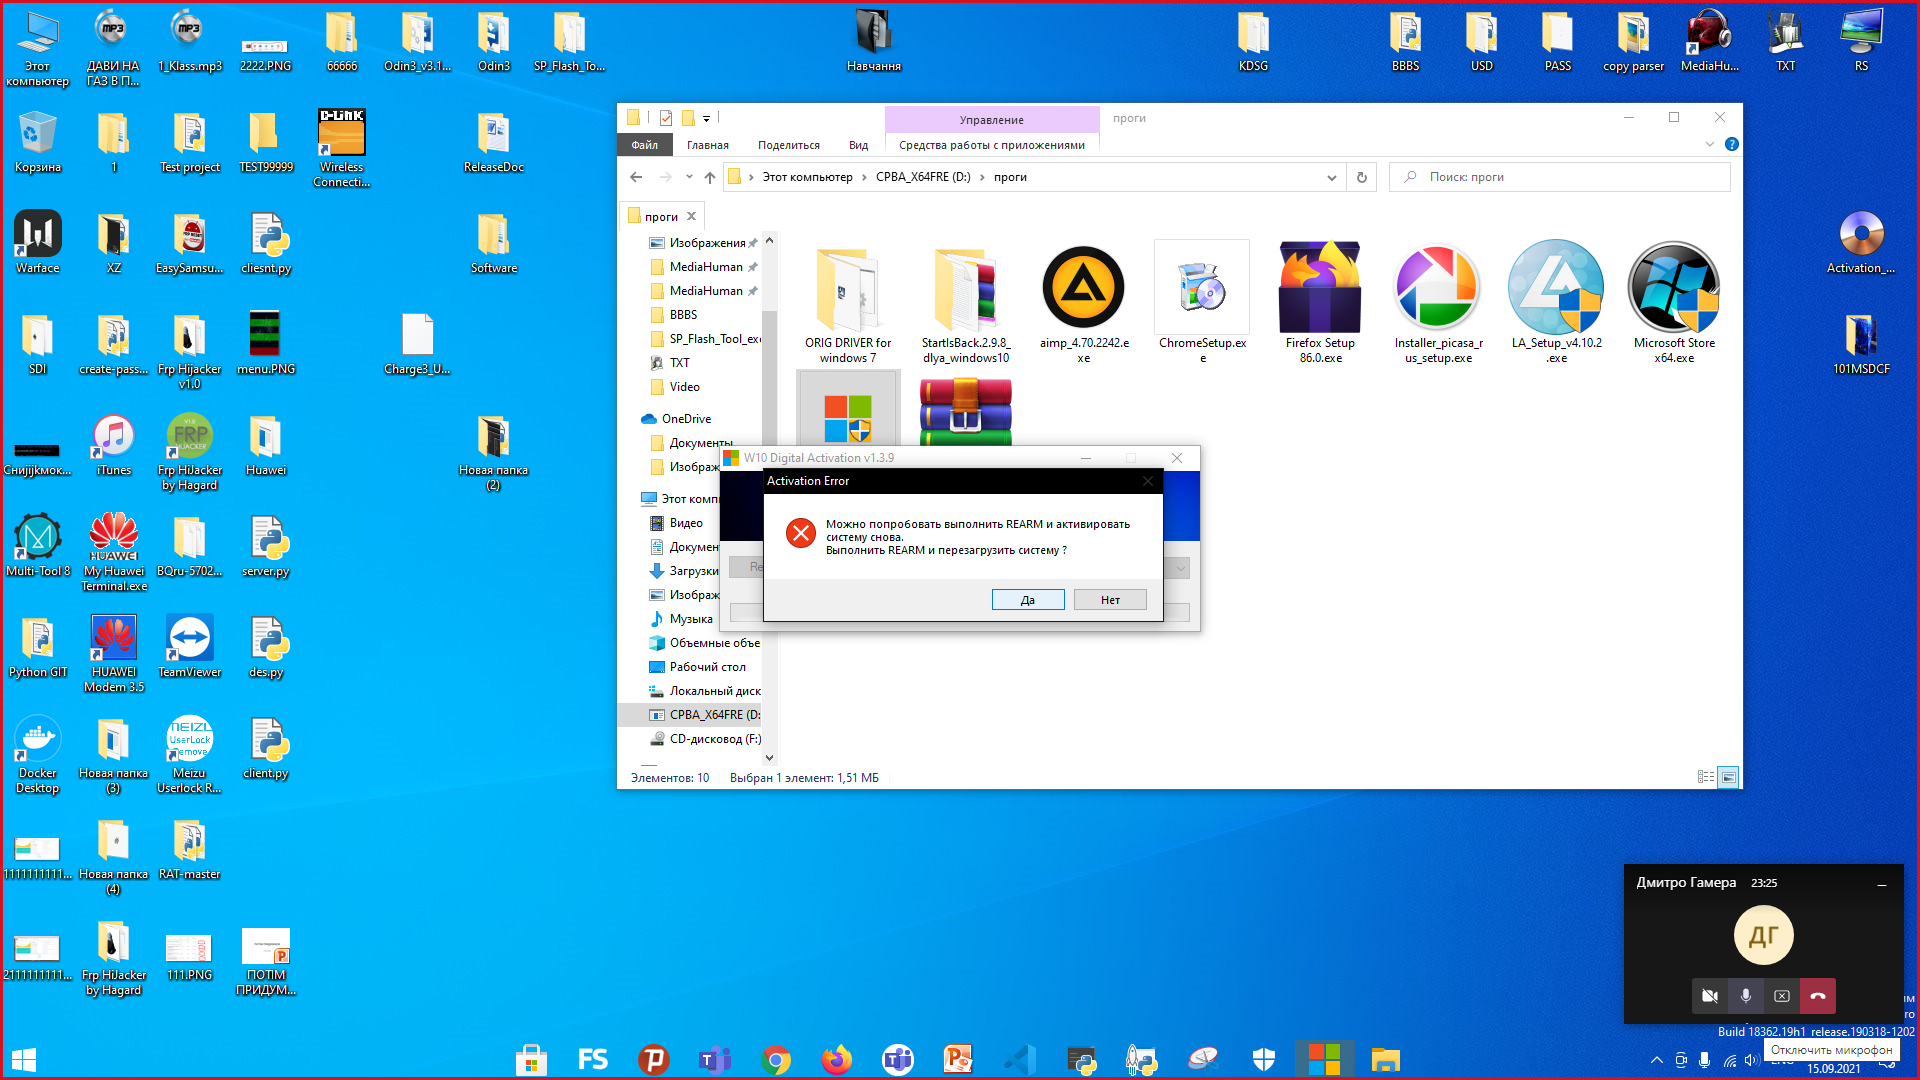 Этот компьютер
ДАВИ НА ГАЗ В П...
1_Klass.mp3
2222.PNG
66666
Odin3_v3.1...
Odin3
SP_Flash_To...
Навчання
KDSG
BBBS
USD
PASS
copy parser
MediaHu...
TXT
RS
Корзина
1
Test project
TEST99999
D-Link
Wireless Connecti...
ReleaseDoc
Warface
XZ
EasySamsu...
cliesnt.py
Software
Activation_...
SDI
create-pass...
Frp Hijacker v1.0
menu.PNG
Charge3_U...
101MSDCF
Снијіјkмок...
iTunes
Frp HiJacker by Hagard
Huawei
Новая папка (2)
Multi-Tool 8
My Huawei Terminal.exe
BQru-5702...
server.py
Python GIT
HUAWEI Modem 3.5
TeamViewer
des.py
Docker Desktop
Новая папка (3)
Meizu Userlock R...
client.py
1111111111...
Новая папка (4)
RAT-master
2111111111...
Frp HiJacker by Hagard
111.PNG
ПОТІМ ПРИДУМ...
Управление
проги
Файл
Главная
Поделиться
Вид
Средства работы с приложениями
Этот компьютер
CPBA_X64FRE (D:)
проги
Поиск: проги
проги
Изображения
MediaHuman
MediaHuman
BBBS
SP_Flash_Tool_exe
TXT
Video
OneDrive
Документы
Изображ
Этот комп
Видео
Докумен
Загрузки
Изображ
Музыка
Объемные объе
Рабочий стол
Локальный диск
CPBA_X64FRE (D:
CD-дисковод (F:)
ORIG DRIVER for windows 7
StartIsBack.2.9.8_dlya_windows10
aimp_4.70.2242.exe
ChromeSetup.exe
Firefox Setup 86.0.exe
Installer_picasa_rus_setup.exe
LA_Setup_v4.10.2.exe
Microsoft Store x64.exe
Элементов: 10
Выбран 1 элемент: 1,51 МБ
W10 Digital Activation v1.3.9
Re
Activation Error
Можно попробовать выполнить REARM и активировать
систему снова.
Выполнить REARM и перезагрузить систему ?
Да
Нет
Дмитро Гамера
23:25
ДГ
Build 18362.19h1_release.190318-1202
Отключить микрофон
15.09.2021